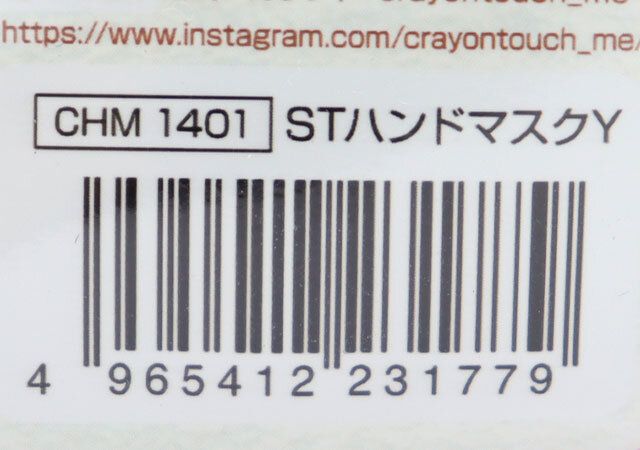 https://www.instagram.com/crayontouch_me/
CHM 1401 STハンドマスクY
4 965412 231779